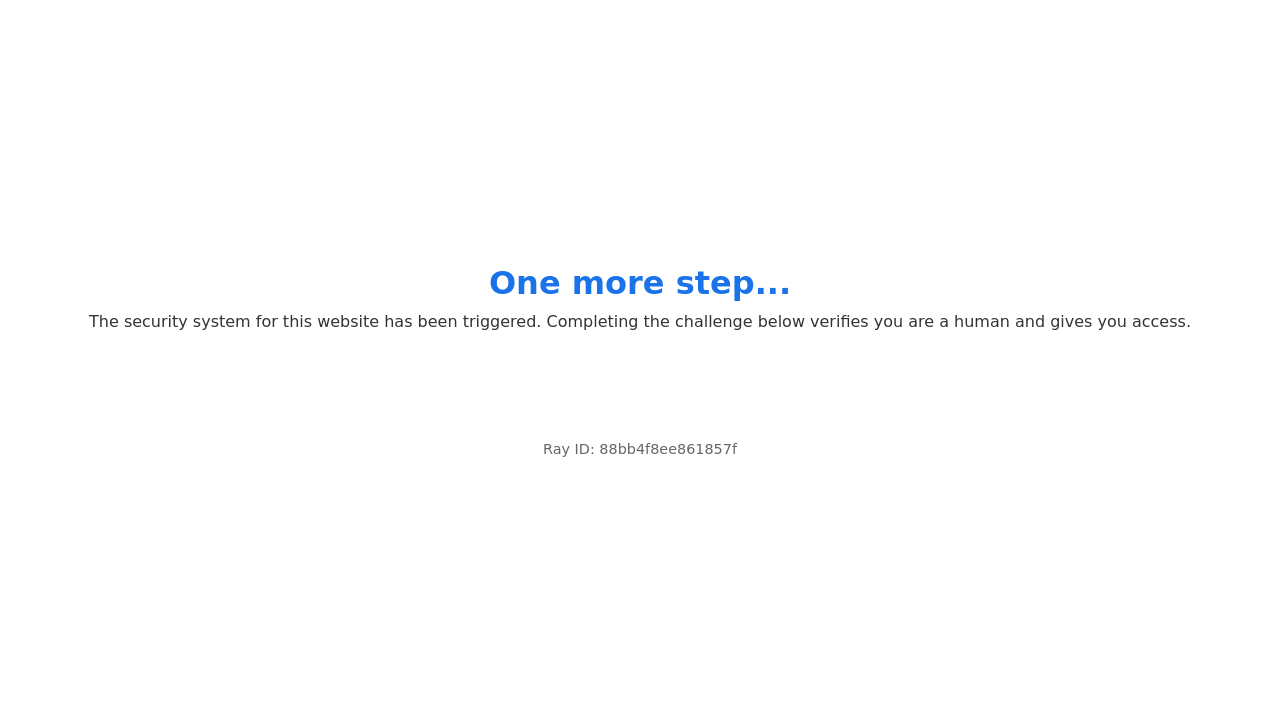 One more step...
The security system for this website has been triggered. Completing the challenge below verifies you are a human and gives you access.
Ray ID: 88bb4f8ee861857f